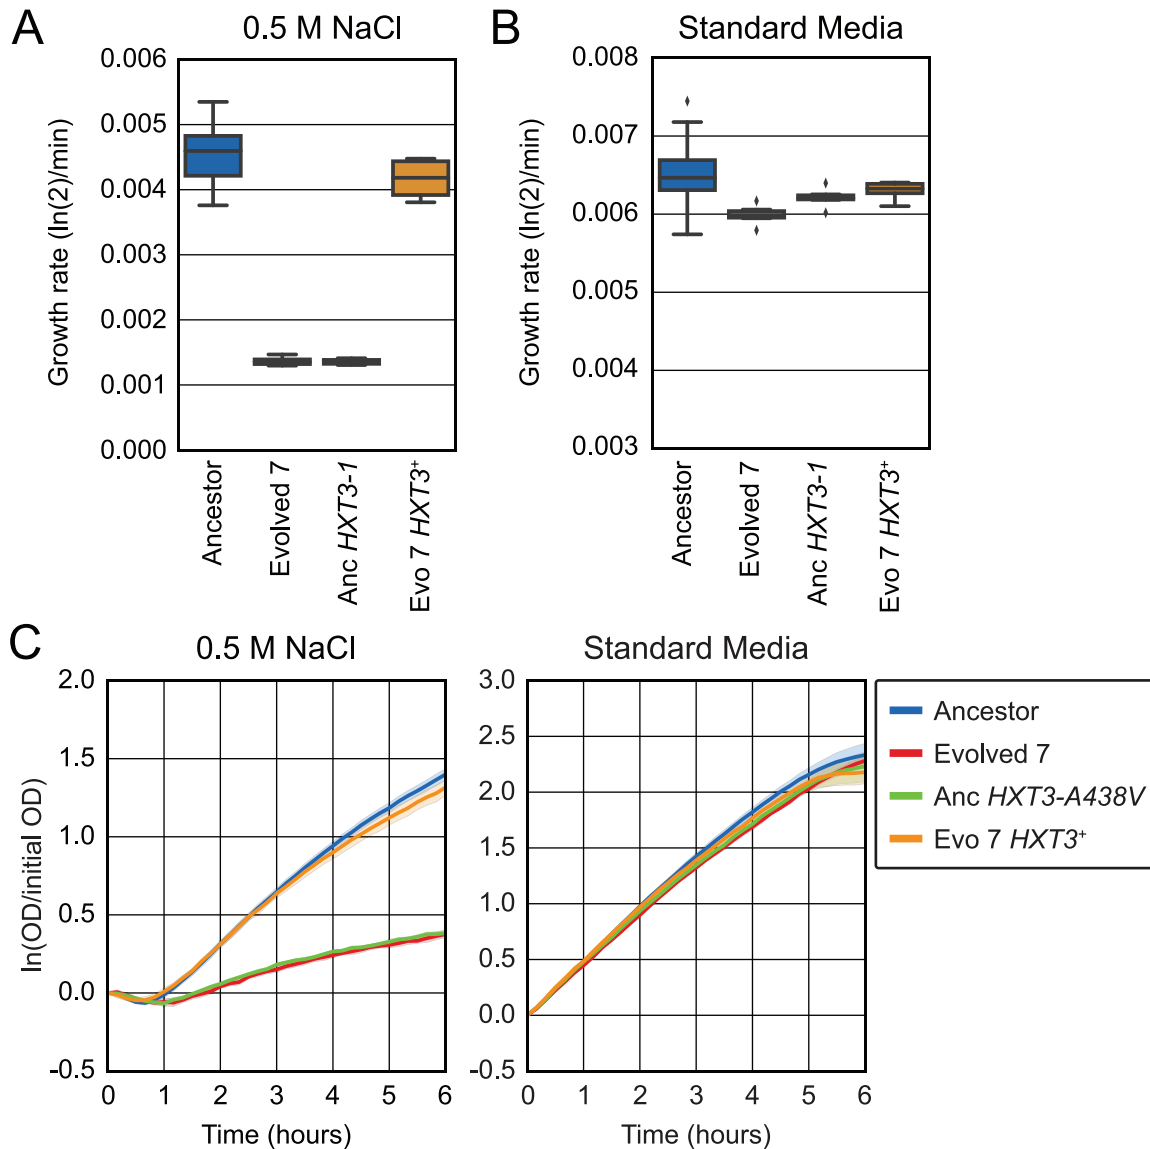 A
0.5 M NaCl
Growth rate (ln(2)/min)
0.006
0.005
0.004
0.003
0.002
0.001
0.000
Ancestor
Evolved 7
Anc HXT3-1
Evo 7 HXT3⁺
B
Standard Media
Growth rate (ln(2)/min)
0.008
0.007
0.006
0.005
0.004
0.003
Ancestor
Evolved 7
Anc HXT3-1
Evo 7 HXT3⁺
C
0.5 M NaCl
ln(OD/initial OD)
2.0
1.5
1.0
0.5
0.0
-0.5
0 1 2 3 4 5 6
Time (hours)
Standard Media
3.0
2.5
2.0
1.5
1.0
0.5
0.0
-0.5
0 1 2 3 4 5 6
Time (hours)
Ancestor
Evolved 7
Anc HXT3-A438V
Evo 7 HXT3⁺